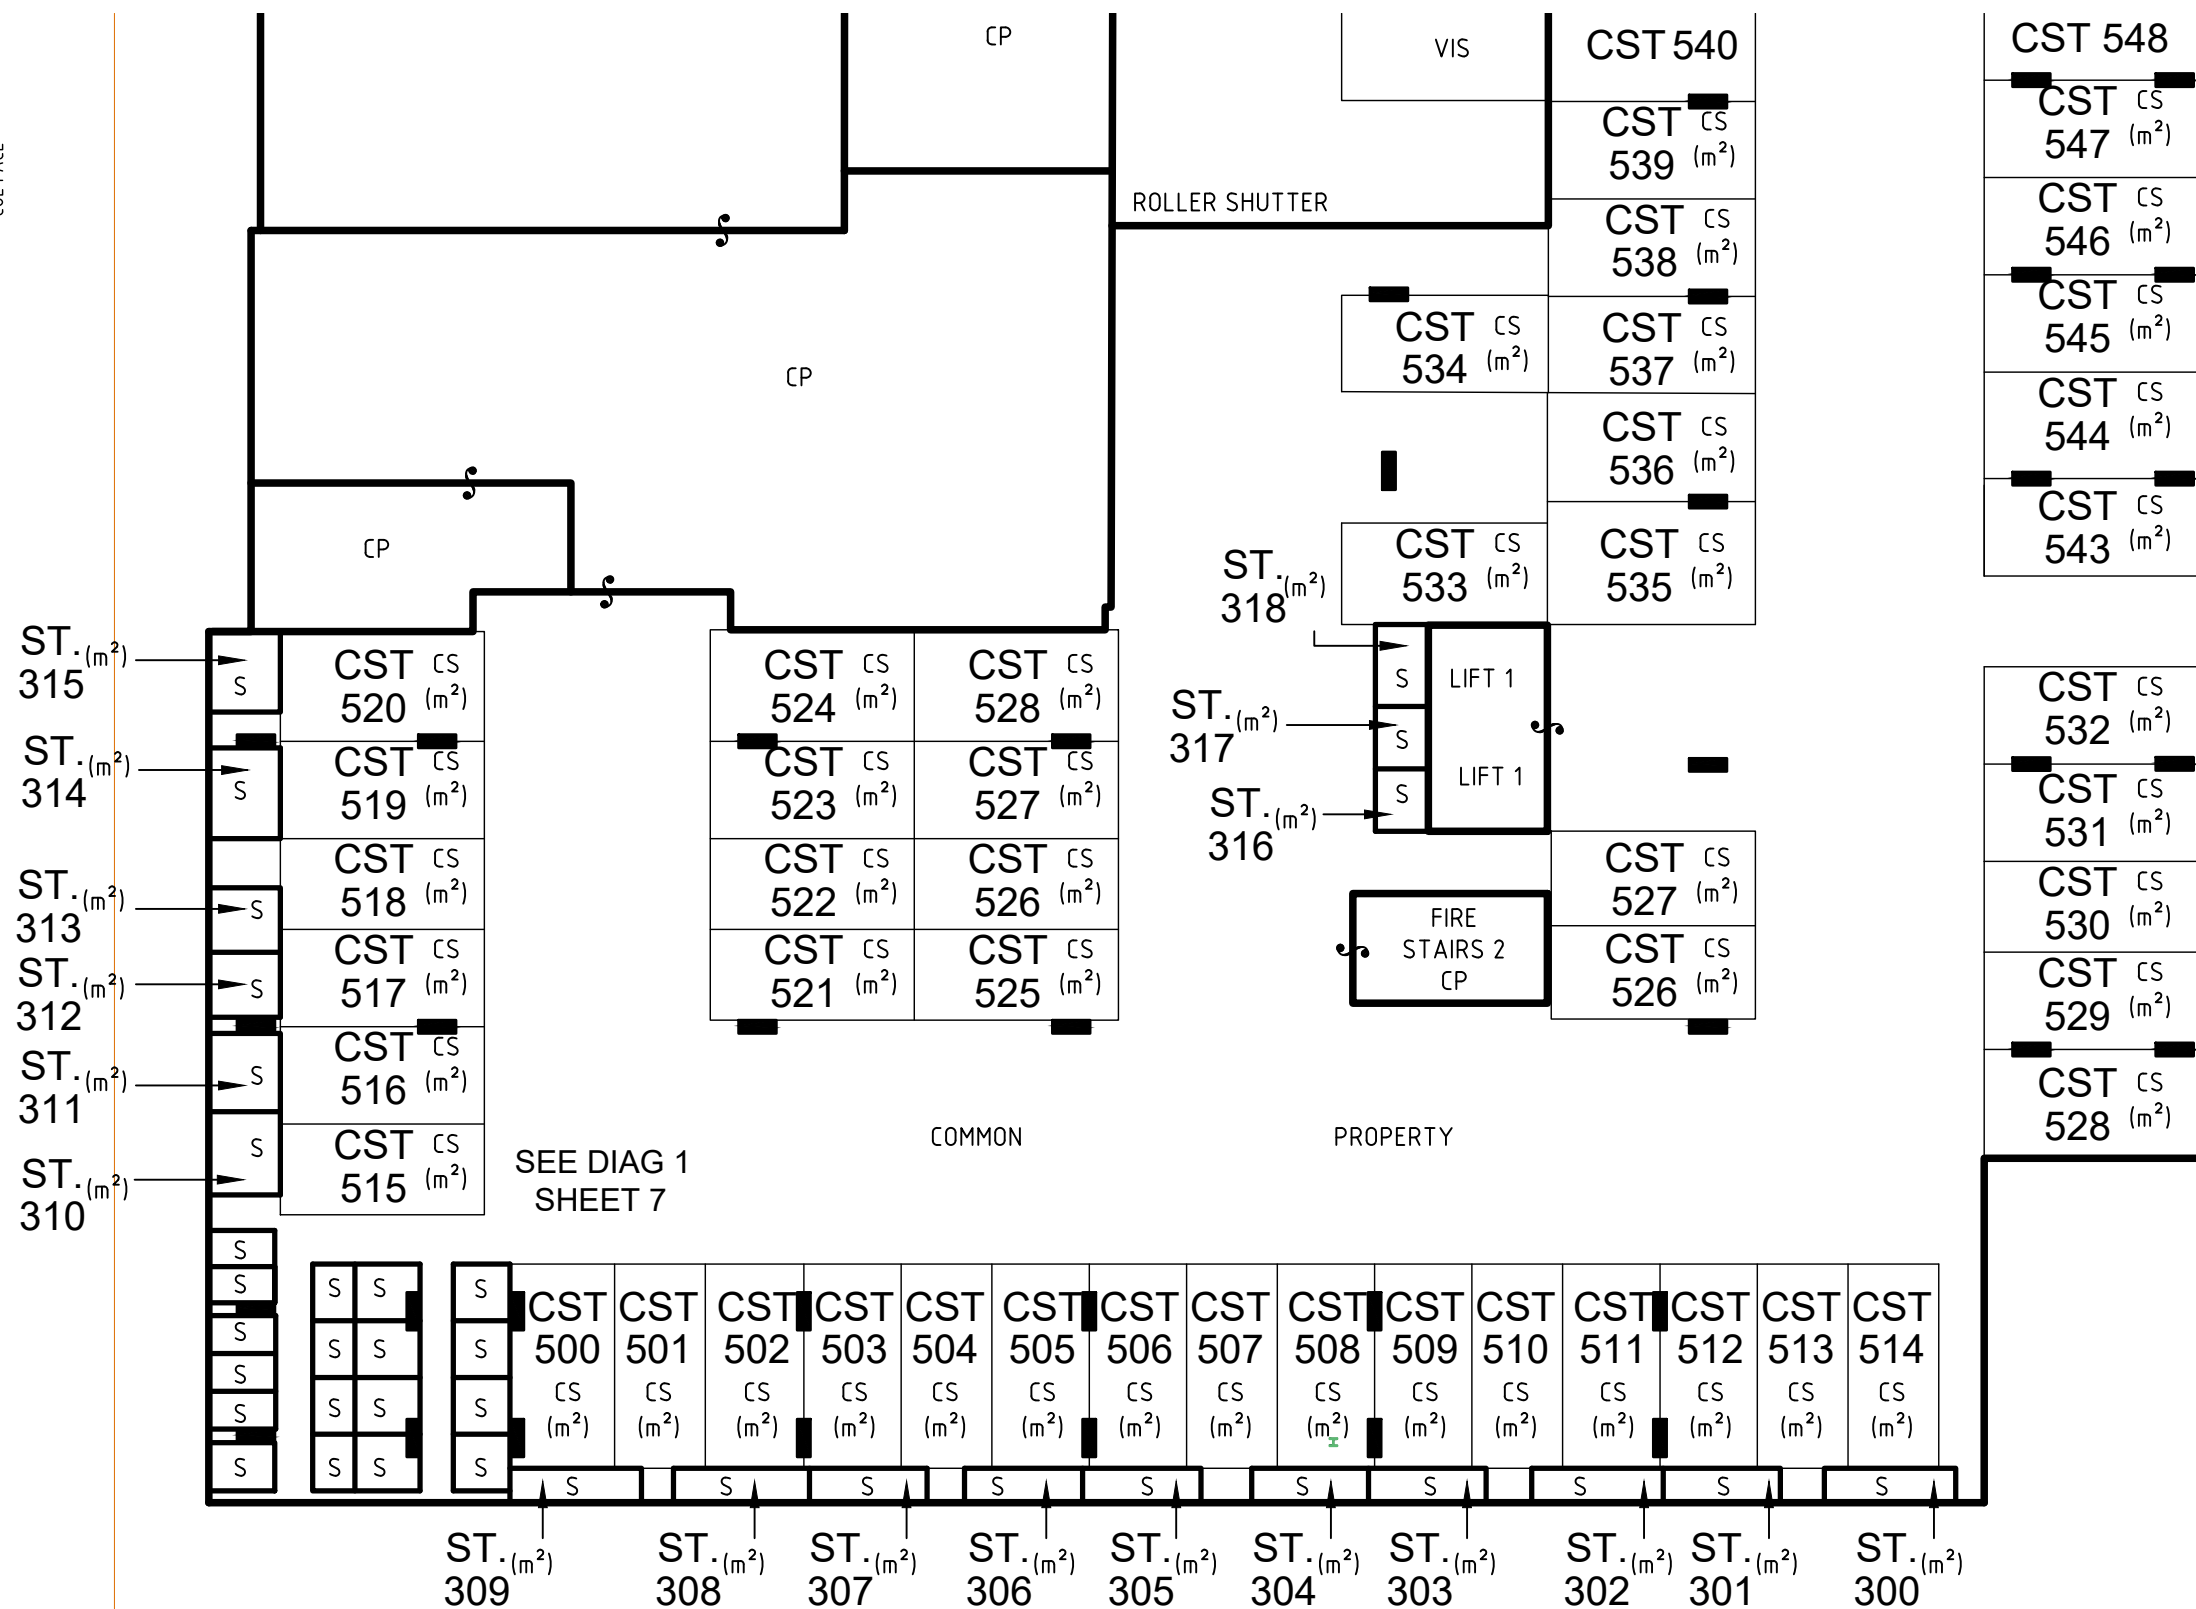 CP
VIS
CST 540
CST 548
CST CS
539 (m²)
CST CS
547 (m²)
ROLLER SHUTTER
CST CS
538 (m²)
CST CS
546 (m²)
CST CS
534 (m²)
CST CS
537 (m²)
CST CS
545 (m²)
CP
CST CS
536 (m²)
CST CS
544 (m²)
CP
CST CS
533 (m²)
CST CS
535 (m²)
CST CS
543 (m²)
ST. (m²)
318
ST. (m²)
315
S
CST CS
520 (m²)
CST CS
524 (m²)
CST CS
528 (m²)
S
LIFT 1
CST CS
532 (m²)
ST. (m²)
317
S
ST. (m²)
314
S
CST CS
519 (m²)
CST CS
523 (m²)
CST CS
527 (m²)
ST. (m²)
316
S
LIFT 1
CST CS
531 (m²)
ST. (m²)
313
S
CST CS
518 (m²)
CST CS
522 (m²)
CST CS
526 (m²)
CST CS
527 (m²)
CST CS
530 (m²)
FIRE
STAIRS 2
CP
ST. (m²)
312
S
CST CS
517 (m²)
CST CS
521 (m²)
CST CS
525 (m²)
CST CS
526 (m²)
CST CS
529 (m²)
ST. (m²)
311
S
CST CS
516 (m²)
CST CS
528 (m²)
COMMON PROPERTY
ST. (m²)
310
S
CST CS
515 (m²)
SEE DIAG 1
SHEET 7
S
S
S
S
S
S
S S
S S
S S
S S
S
S
S
S
CST CST CST CST CST CST CST CST CST CST CST CST CST CST CST
500 501 502 503 504 505 506 507 508 509 510 511 512 513 514
CS CS CS CS CS CS CS CS CS CS CS CS CS CS CS
(m²) (m²) (m²) (m²) (m²) (m²) (m²) (m²) (m²) (m²) (m²) (m²) (m²) (m²) (m²)
S S S S S S S S S S
ST. (m²) ST. (m²) ST. (m²) ST. (m²) ST. (m²) ST. (m²) ST. (m²) ST. (m²) ST. (m²) ST. (m²)
309 308 307 306 305 304 303 302 301 300